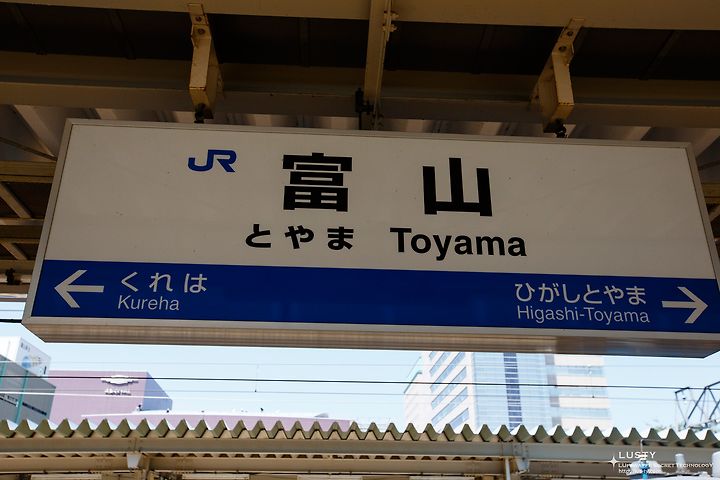 JR 富山
とやま Toyama
← くれは
Kureha
ひがしとやま →
Higashi-Toyama
LUSTY